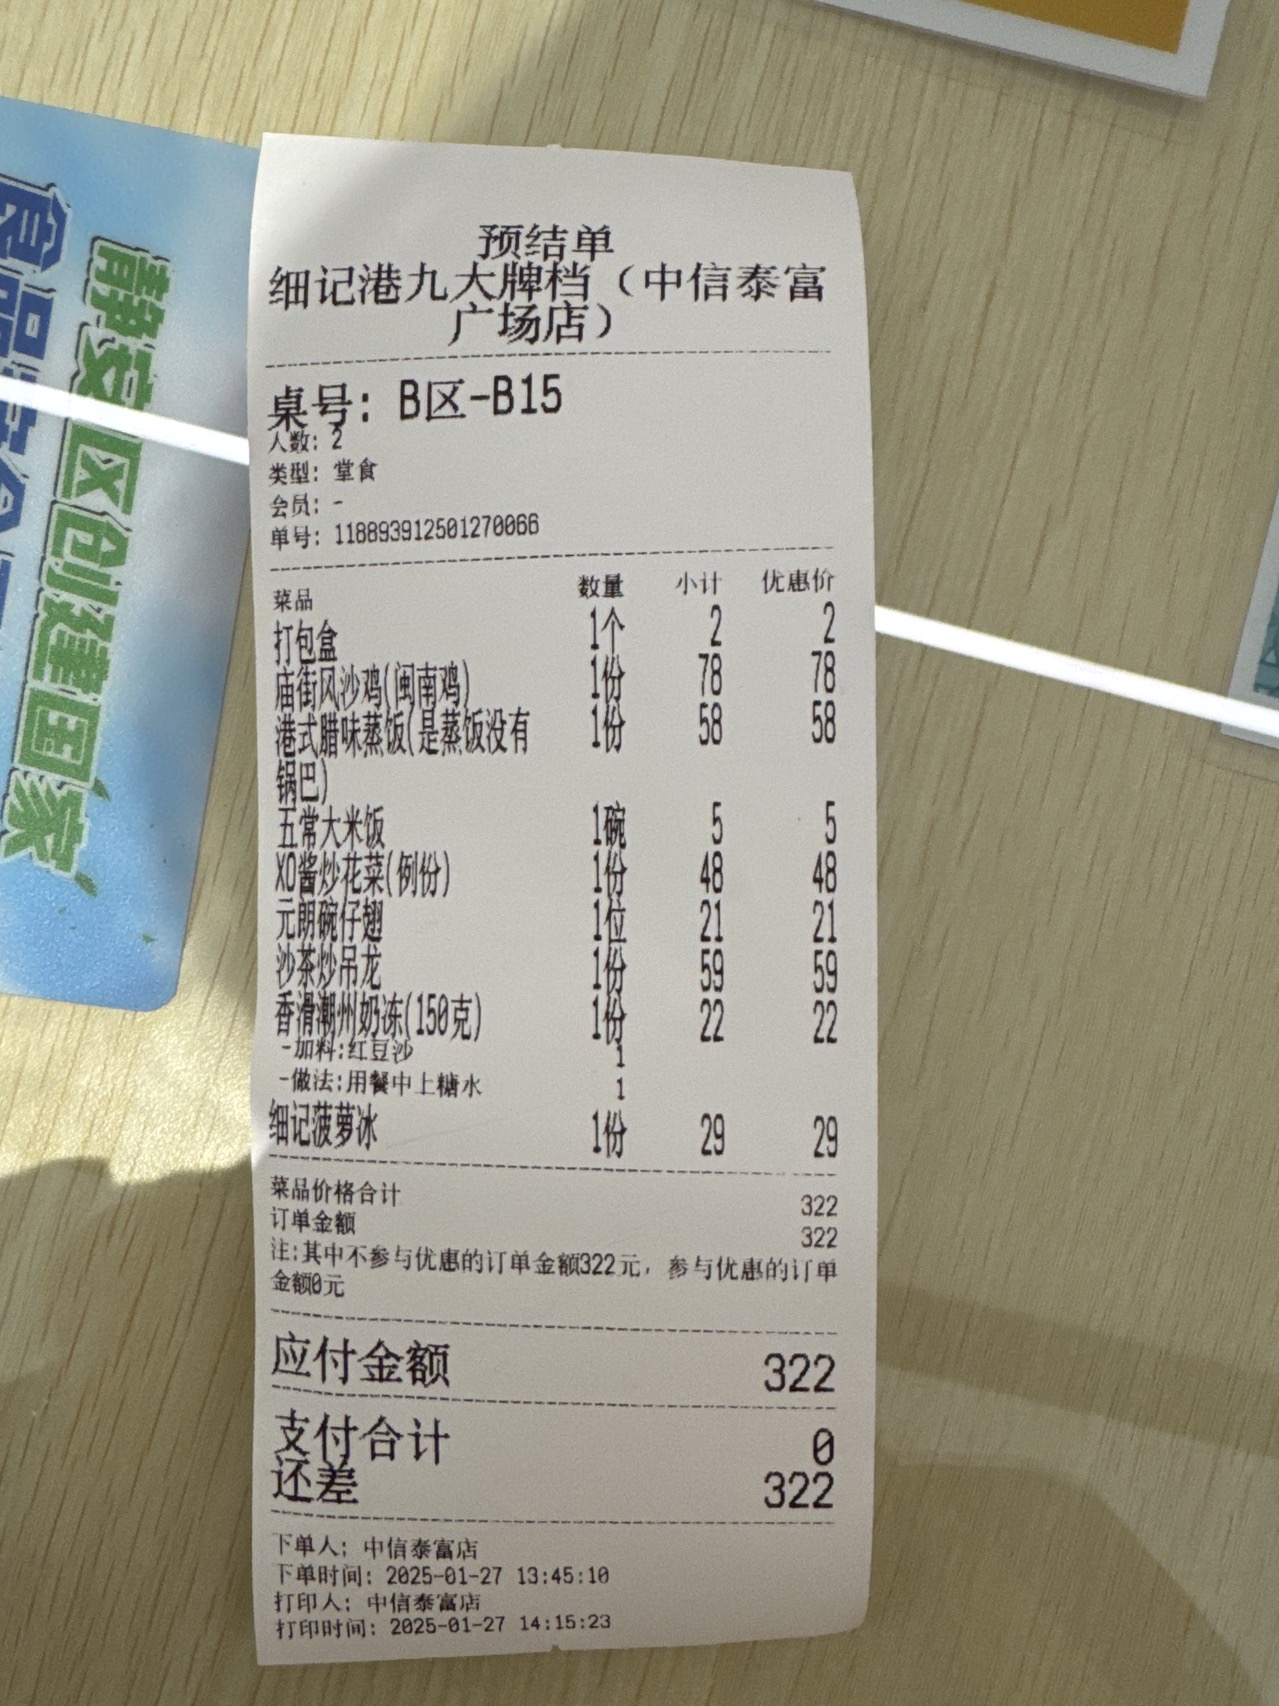 静安区创建国家
食品安全
预结单
细记港九大牌档（中信泰富
广场店）
桌号：B区-B15
人数：2
类型：堂食
会员：-
单号：118893912501270066
菜品 数量 小计 优惠价
打包盒 1个 2 2
庙街风沙鸡(闽南鸡) 1份 78 78
港式腊味蒸饭(是蒸饭没有 1份 58 58
锅巴)
五常大米饭 1碗 5 5
XO酱炒花菜(例份) 1份 48 48
元朗碗仔翅 1位 21 21
沙茶炒吊龙 1份 59 59
香滑潮州奶冻(150克) 1份 22 22
-加料:红豆沙 1
-做法:用餐中上糖水 1
细记菠萝冰 1份 29 29
菜品价格合计 322
订单金额 322
注:其中不参与优惠的订单金额322元，参与优惠的订单
金额0元
应付金额 322
支付合计 0
还差 322
下单人：中信泰富店
下单时间：2025-01-27 13:45:10
打印人：中信泰富店
打印时间：2025-01-27 14:15:23